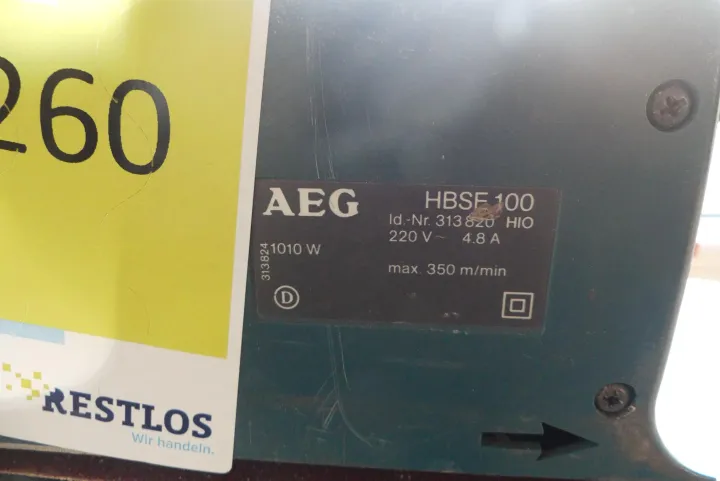 260
AEG
HBSE 100
Id.-Nr. 313820 HIO
220 V~ 4.8 A
1010 W
313824
max. 350 m/min
D
RESTLOS
Wir handeln.